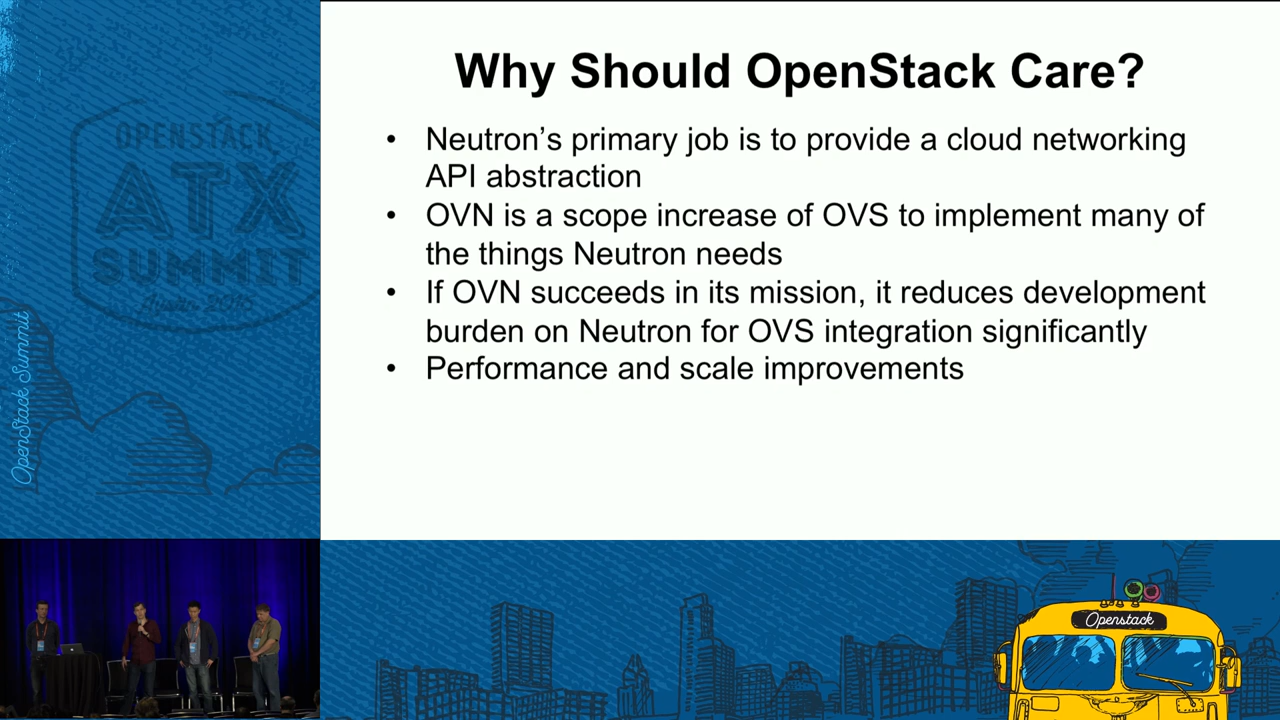 Why Should OpenStack Care?
• Neutron’s primary job is to provide a cloud networking
API abstraction
• OVN is a scope increase of OVS to implement many of
the things Neutron needs
• If OVN succeeds in its mission, it reduces development
burden on Neutron for OVS integration significantly
• Performance and scale improvements
OPENSTACK
ATX
SUMMIT
Austin 2016
OpenStack Summit
Openstack